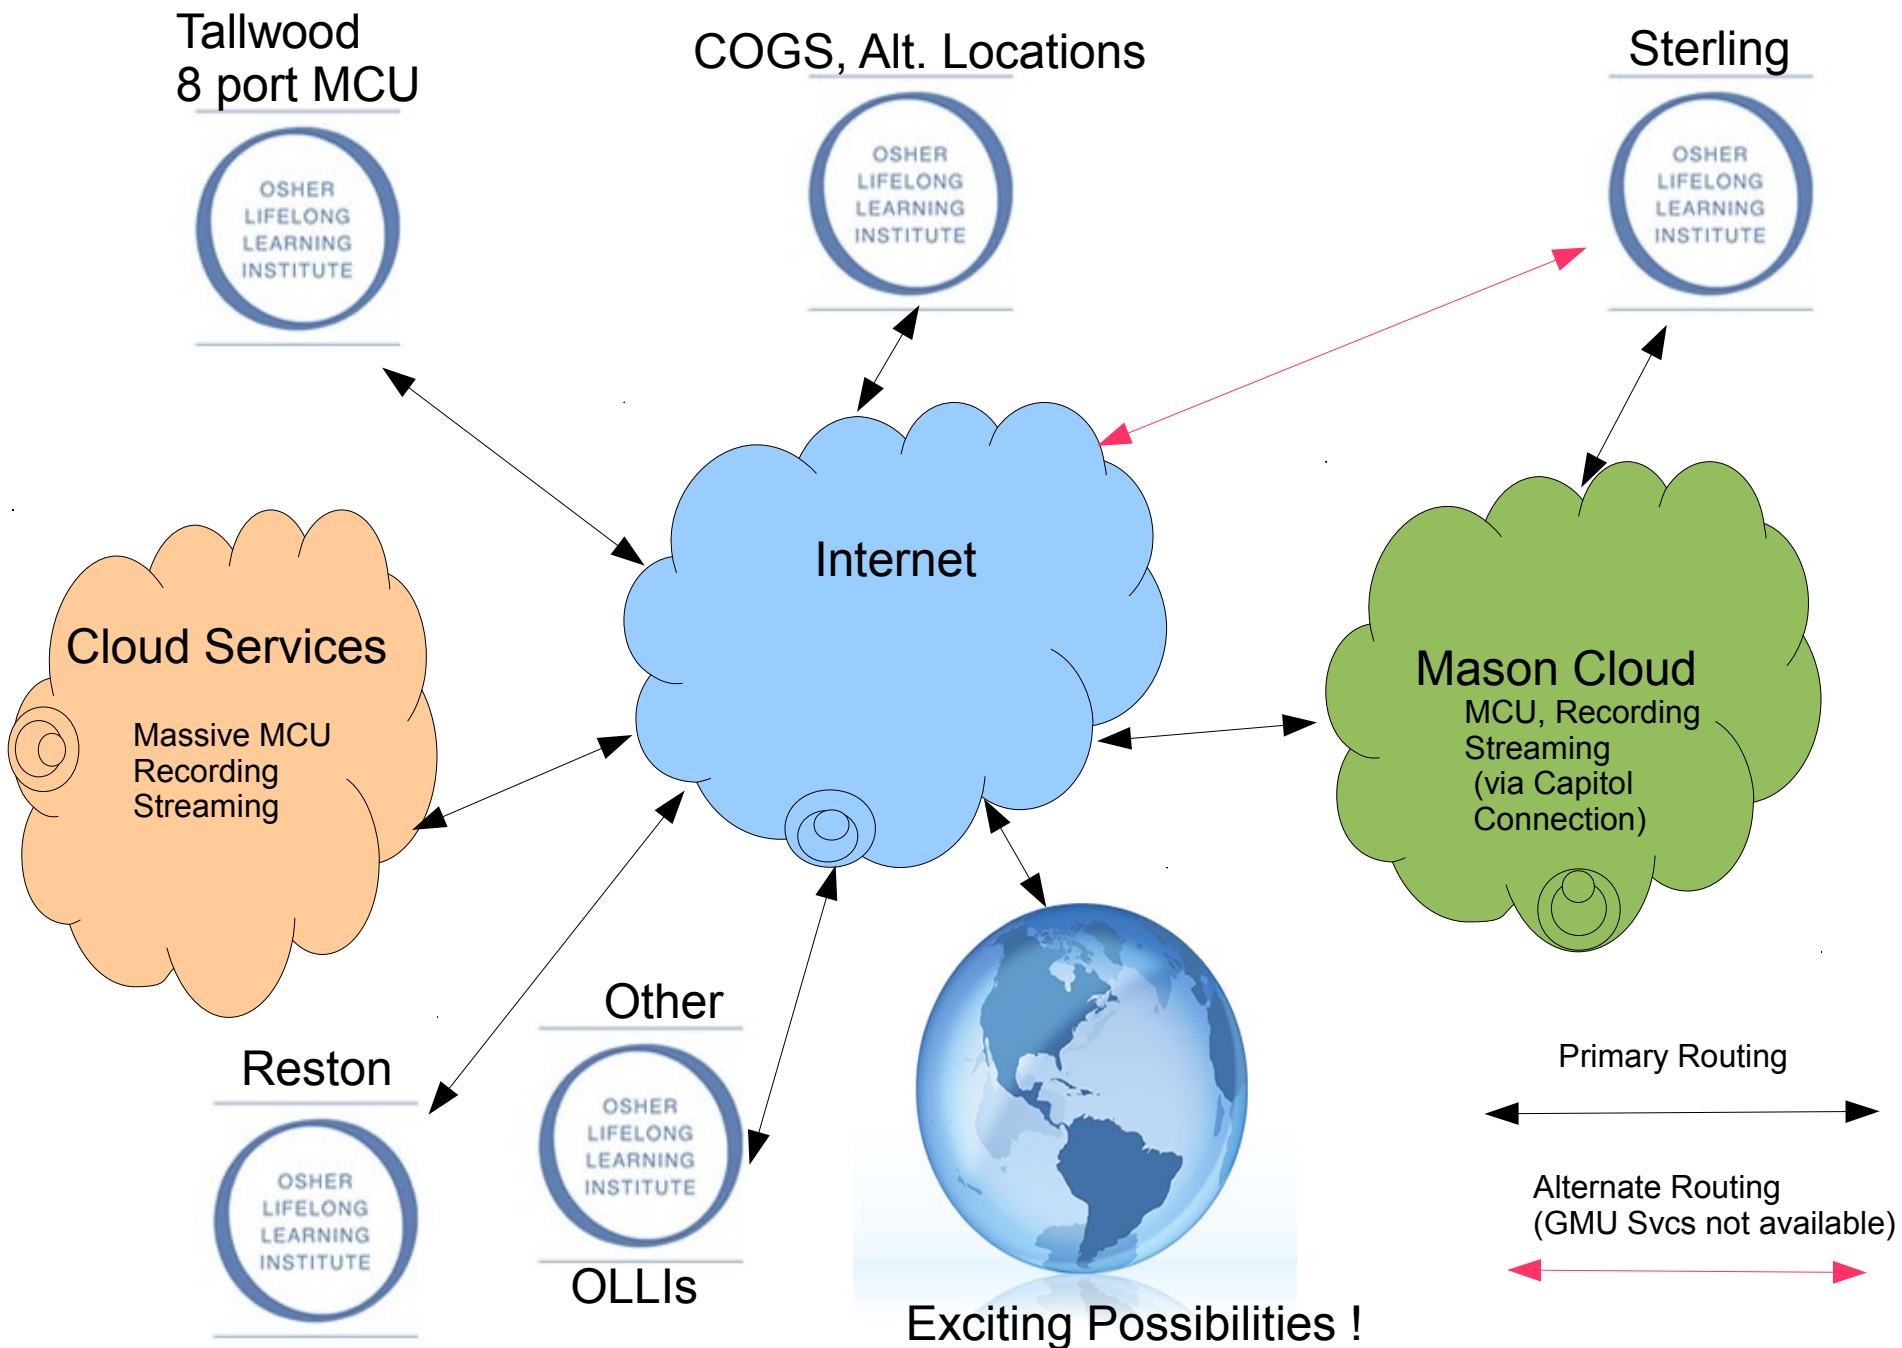 Tallwood
8 port MCU
OSHER
LIFELONG
LEARNING
INSTITUTE
COGS, Alt. Locations
OSHER
LIFELONG
LEARNING
INSTITUTE
Sterling
OSHER
LIFELONG
LEARNING
INSTITUTE
Internet
Cloud Services
Massive MCU
Recording
Streaming
Mason Cloud
MCU, Recording
Streaming
(via Capitol
Connection)
Reston
OSHER
LIFELONG
LEARNING
INSTITUTE
Other
OSHER
LIFELONG
LEARNING
INSTITUTE
OLLIs
Exciting Possibilities !
Primary Routing
Alternate Routing
(GMU Svcs not available)